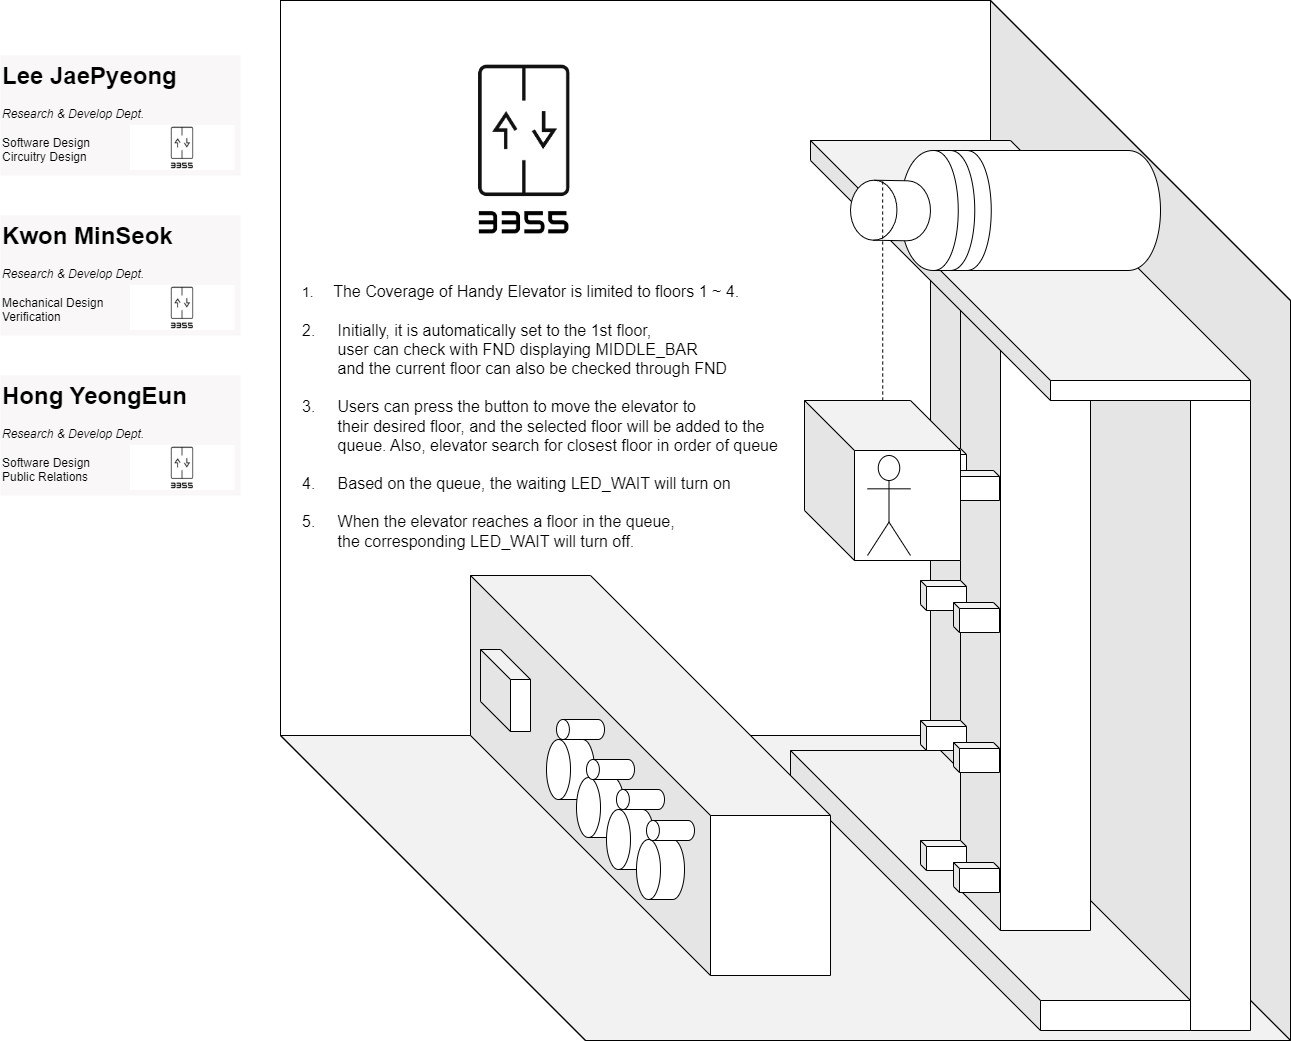 Lee JaePyeong
Research & Develop Dept.
Software Design
Circuitry Design
3355
Kwon MinSeok
Research & Develop Dept.
Mechanical Design
Verification
3355
Hong YeongEun
Research & Develop Dept.
Software Design
Public Relations
3355
3355
1. The Coverage of Handy Elevator is limited to floors 1 ~ 4.
2. Initially, it is automatically set to the 1st floor,
user can check with FND displaying MIDDLE_BAR
and the current floor can also be checked through FND
3. Users can press the button to move the elevator to
their desired floor, and the selected floor will be added to the
queue. Also, elevator search for closest floor in order of queue
4. Based on the queue, the waiting LED_WAIT will turn on
5. When the elevator reaches a floor in the queue,
the corresponding LED_WAIT will turn off.